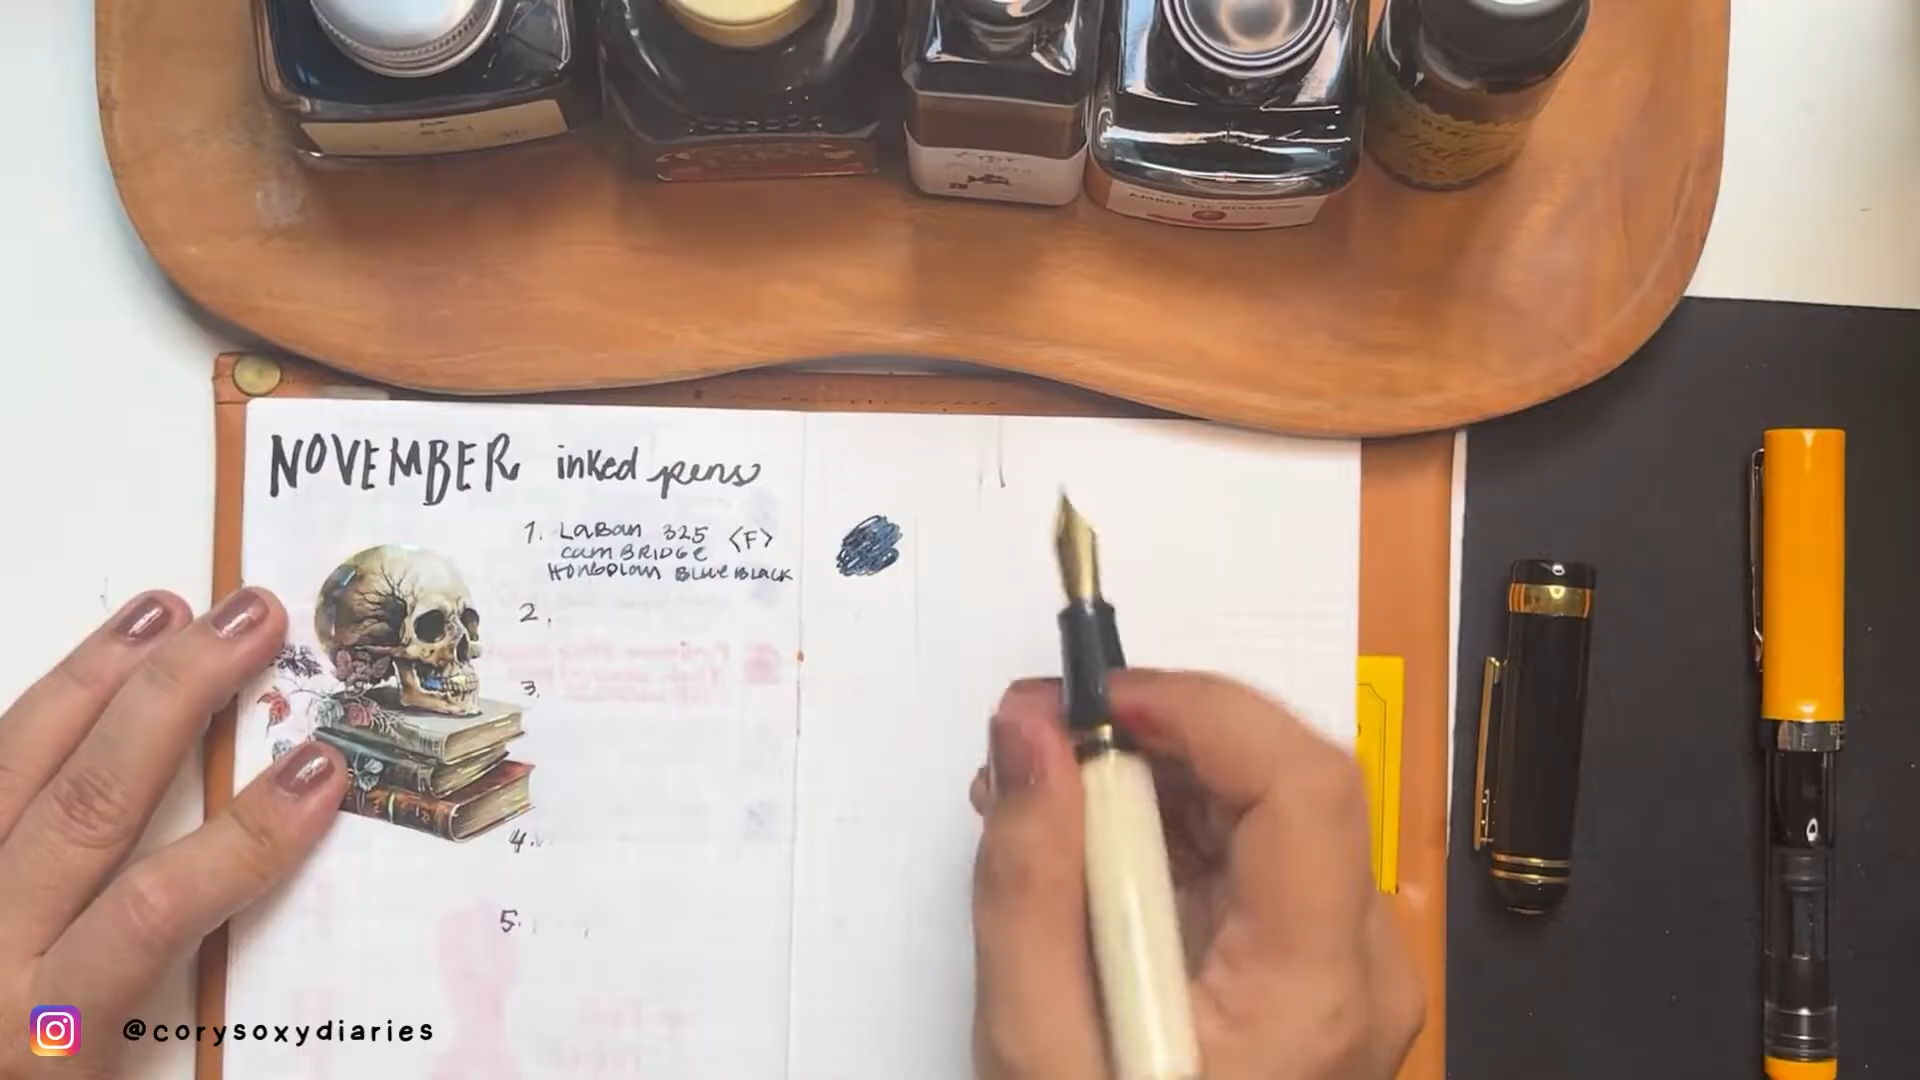 NOVEMBER inked pens
1. LaBan 325 <F>
camBRIDGE
Hongdian BLUE BLACK
2.
3.
4.
5.
@corysoxydiaries